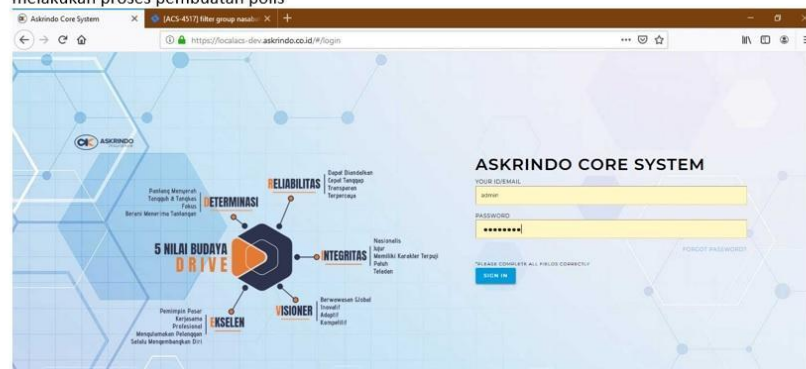 melakukan proses pembuatan polis
Askrindo Core System
[ACS-4517] filter group nasabah
https://localacs-dev.askrindo.co.id/#/login
ASKRINDO
Pantang Menyerah
Tangguh & Tangkas
Fokus
Berani Menerima Tantangan
DETERMINASI
RELIABILITAS
Dapat Diandalkan
Cepat Tanggap
Transparan
Terpercaya
5 NILAI BUDAYA
DRIVE
INTEGRITAS
Nasionalis
Jujur
Memiliki Karakter Terpuji
Patuh
Teladan
Pemimpin Pasar
Kerjasama
Profesional
Mengutamakan Pelanggan
Selalu Mengembangkan Diri
EKSELEN
VISIONER
Berwawasan Global
Inovatif
Adaptif
Kompetitif
ASKRINDO CORE SYSTEM
YOUR ID/EMAIL
admin
PASSWORD
FORGOT PASSWORD?
*PLEASE COMPLETE ALL FIELDS CORRECTLY
SIGN IN